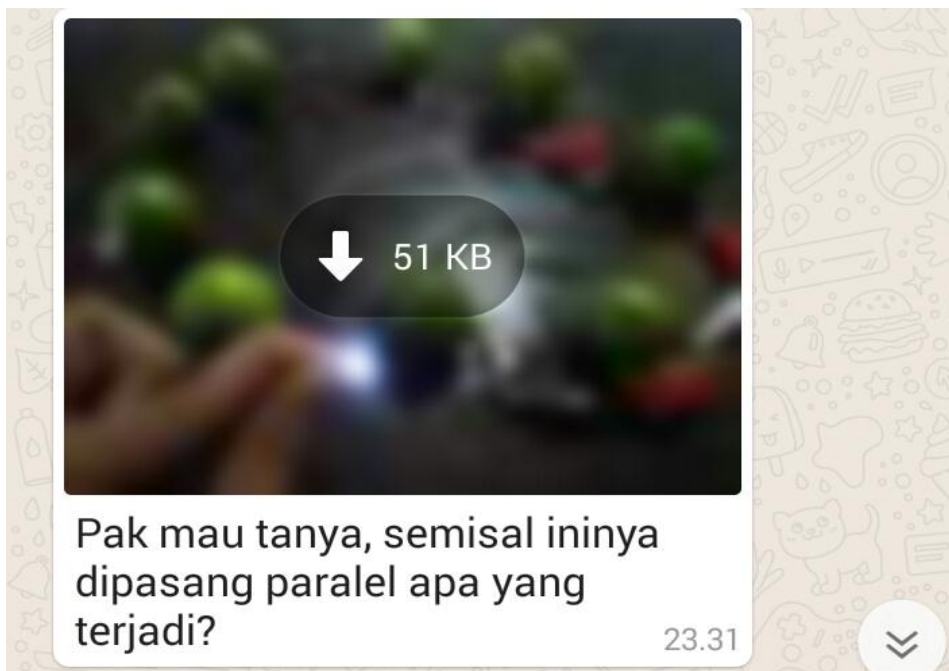 51 KB
Pak mau tanya, semisal ininya
dipasang paralel apa yang
terjadi?
23.31